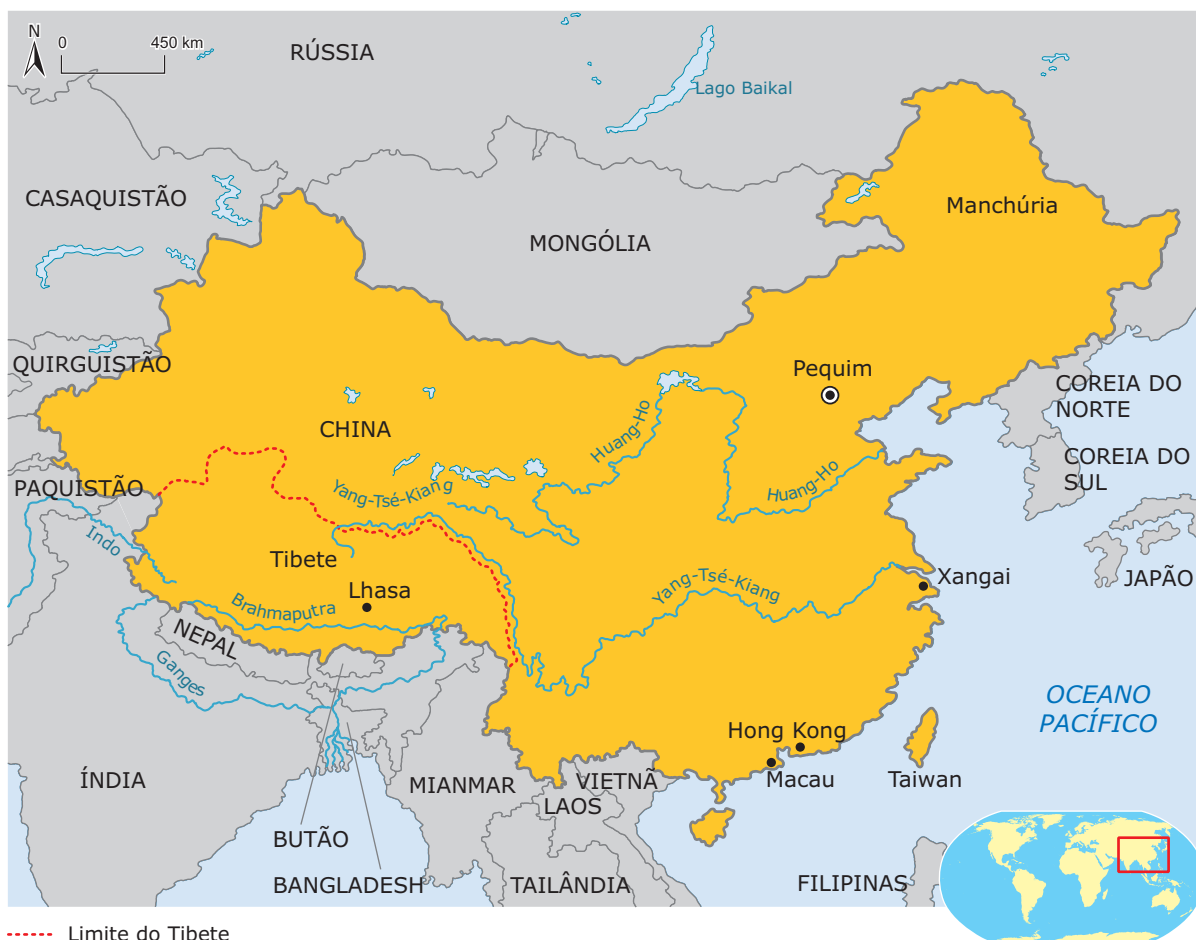 N
0 450 km
RÚSSIA
Lago Baikal
CASAQUISTÃO
Manchúria
MONGÓLIA
QUIRGUISTÃO
Pequim
COREIA DO
NORTE
CHINA
Huang-Ho
COREIA DO
SUL
PAQUISTÃO
Yang-Tsé-Kiang
Huang-Ho
Indo
Tibete
Lhasa
Yang-Tsé-Kiang
Xangai
JAPÃO
Brahmaputra
NEPAL
Ganges
OCEANO
PACÍFICO
Hong Kong
ÍNDIA
MIANMAR
VIETNÃ
Macau
Taiwan
LAOS
BUTÃO
BANGLADESH
TAILÂNDIA
FILIPINAS
Limite do Tibete